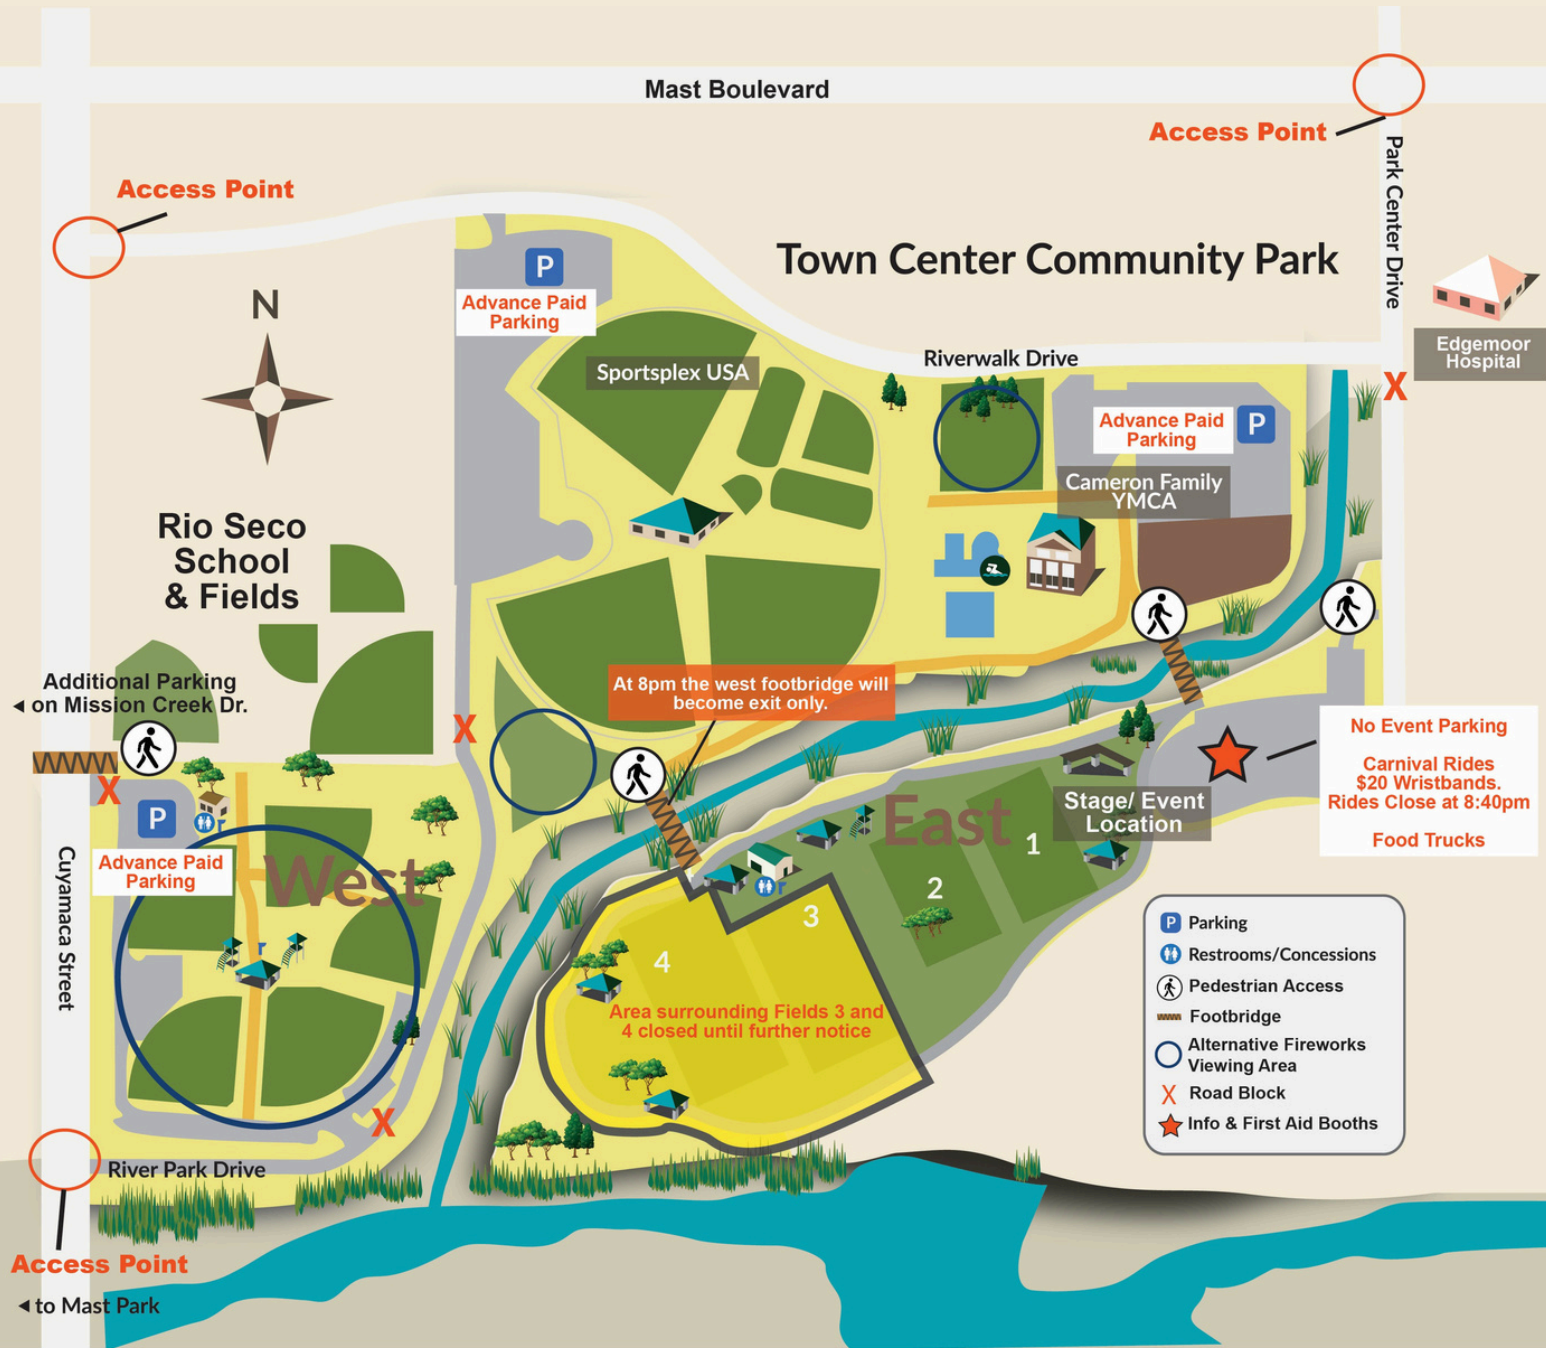 Mast Boulevard
Access Point
Park Center Drive
Access Point
Town Center Community Park
P
Advance Paid
Parking
N
Edgemoor
Hospital
Riverwalk Drive
Sportsplex USA
X
Advance Paid
Parking
P
Cameron Family
YMCA
Rio Seco
School
& Fields
Additional Parking
on Mission Creek Dr.
At 8pm the west footbridge will
become exit only.
X
X
P
Advance Paid
Parking
r
West
r
Cuyamaca Street
East
1
2
3
4
r
Stage/ Event
Location
No Event Parking
Carnival Rides
$20 Wristbands.
Rides Close at 8:40pm
Food Trucks
Area surrounding Fields 3 and
4 closed until further notice
P Parking
Restrooms/Concessions
Pedestrian Access
Footbridge
Alternative Fireworks
Viewing Area
X Road Block
Info & First Aid Booths
X
River Park Drive
Access Point
to Mast Park